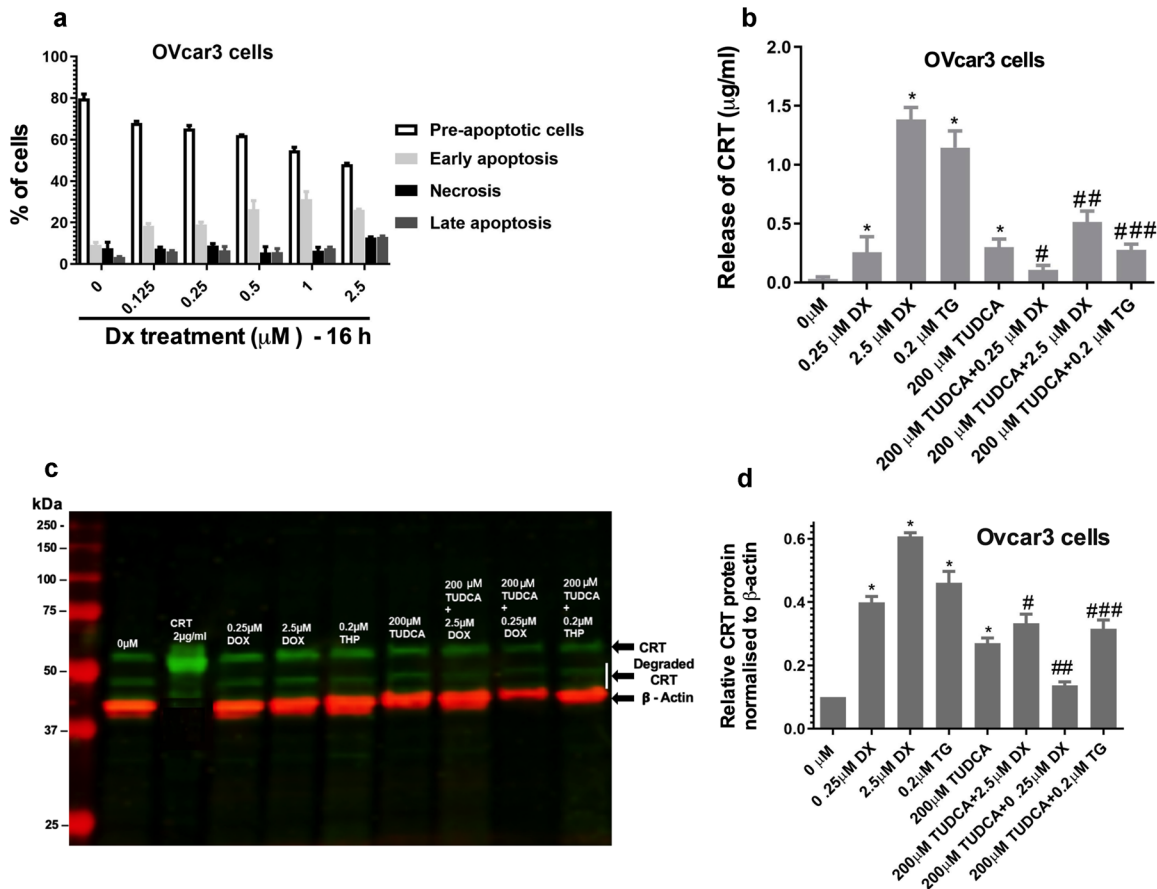 a
OVcar3 cells
% of cells
100
80
60
40
20
0
0
0.125
0.25
0.5
1
2.5
Dx treatment (μM ) - 16 h
Pre-apoptotic cells
Early apoptosis
Necrosis
Late apoptosis
b
OVcar3 cells
Release of CRT (μg/ml)
2.0
1.5
1.0
0.5
0.0
*
*
*
*
#
##
###
0μM
0.25 μM DX
2.5 μM DX
0.2 μM TG
200 μM TUDCA
200 μM TUDCA+0.25 μM DX
200 μM TUDCA+2.5 μM DX
200 μM TUDCA+0.2 μM TG
c
kDa
250 -
150 –
100 –
75 –
50 –
37 –
25 –
0μM
CRT
2μg/ml
0.25μM
DOX
2.5μM
DOX
0.2μM
THP
200μM
TUDCA
200 μM
TUDCA
+
2.5μM
DOX
200 μM
TUDCA
+
0.25μM
DOX
200 μM
TUDCA
+
0.2μM
THP
CRT
Degraded
CRT
β - Actin
d
Ovcar3 cells
Relative CRT protein
normalised to β-actin
0.6
0.4
0.2
0.0
*
*
*
*
#
##
###
0 μM
0 .25μM DX
2.5μM DX
0.2μM TG
200μM TUDCA
200μM TUDCA+2.5μM DX
200μM TUDCA+0 .25μM DX
200μM TUDCA+0.2μM TG